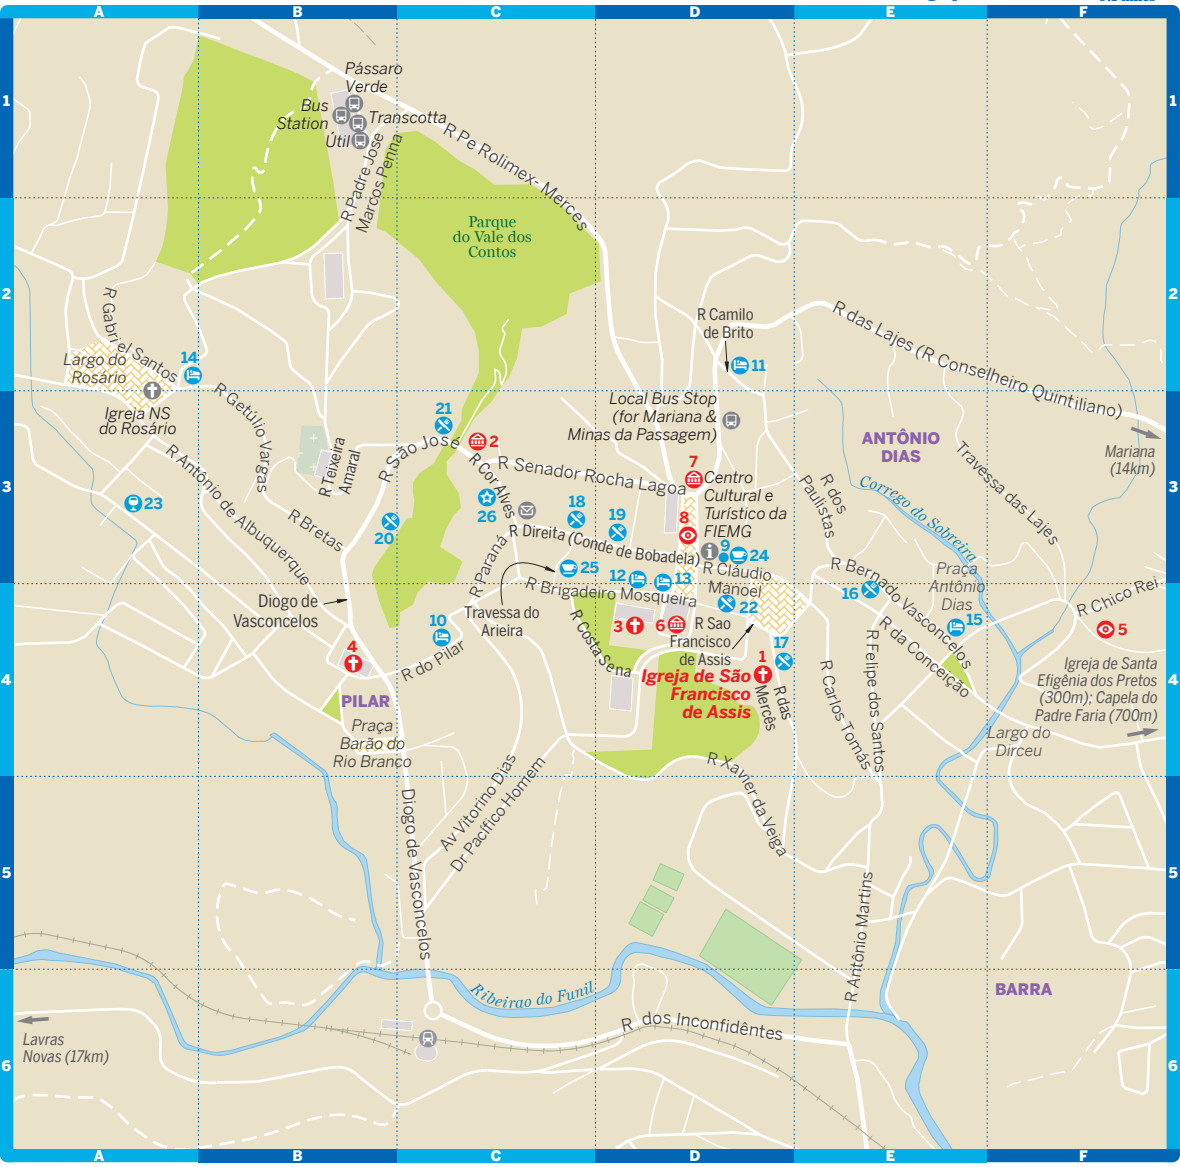 A B C D E F
1
Pássaro
Verde
Bus
Station
Transcotta
Útil
R Padre Jose
Marcos Penna
R Pe Rolimex- Merces
1
Parque
do Vale dos
Contos
2
2
R Gabriel Santos
Largo do
Rosário
14
Igreja NS
do Rosário
R Getúlio Vargas
R Camilo
de Brito
11
R das Lajes (R Conselheiro Quintiliano)
Local Bus Stop
(for Mariana &
Minas da Passagem)
ANTÔNIO
DIAS
Mariana
(14km)
21
2
R São José
R Teixeira
Amaral
R Antônio de Albuquerque
R Bretas
23
20
3
3
R Cor Alves
R Senador Rocha Lagoa
7
Centro
Cultural e
Turístico da
FIEMG
8
26
18
19
R Direita (Conde de Bobadela)
9
24
R Cláudio
Manoel
R dos
Paulistas
Travessa das Lajes
Corrego do Sobreira
R Paraná
25
12
13
R Brigadeiro Mosqueira
22
Travessa do
Arieira
Diogo de
Vasconcelos
R Bernado Vasconcelos
Praça
Antônio
Dias
16
15
R Chico Rei
5
Igreja de Santa
Efigênia dos Pretos
(300m); Capela do
Padre Faria (700m)
10
R do Pilar
4
4
4
PILAR
Praça
Barão do
Rio Branco
R Costa Sena
3
6
R Sao
Francisco
de Assis
17
1
Igreja de São
Francisco
de Assis
R das
Mercês
R Carlos Tomás
R Felipe dos Santos
R da Conceição
Largo do
Dirceu
R Xavier da Veiga
Av Vitorino Dias
Dr Pacífico Homem
Diogo de Vasconcelos
5
5
R Antônio Martins
BARRA
Ribeirao do Funil
R dos Inconfidêntes
Lavras
Novas (17km)
6
6
A B C D E F